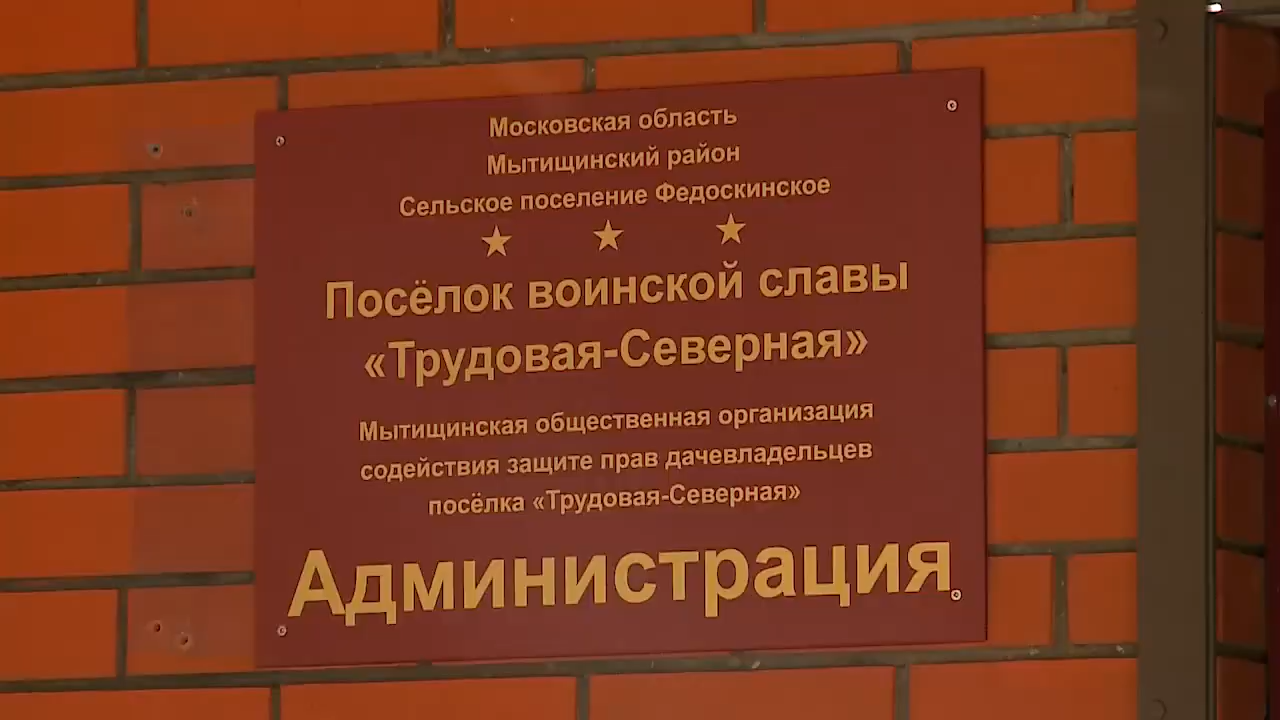 Московская область
Мытищинский район
Сельское поселение Федоскинское
Посёлок воинской славы
«Трудовая-Северная»
Мытищинская общественная организация
содействия защите прав дачевладельцев
посёлка «Трудовая-Северная»
Администрация